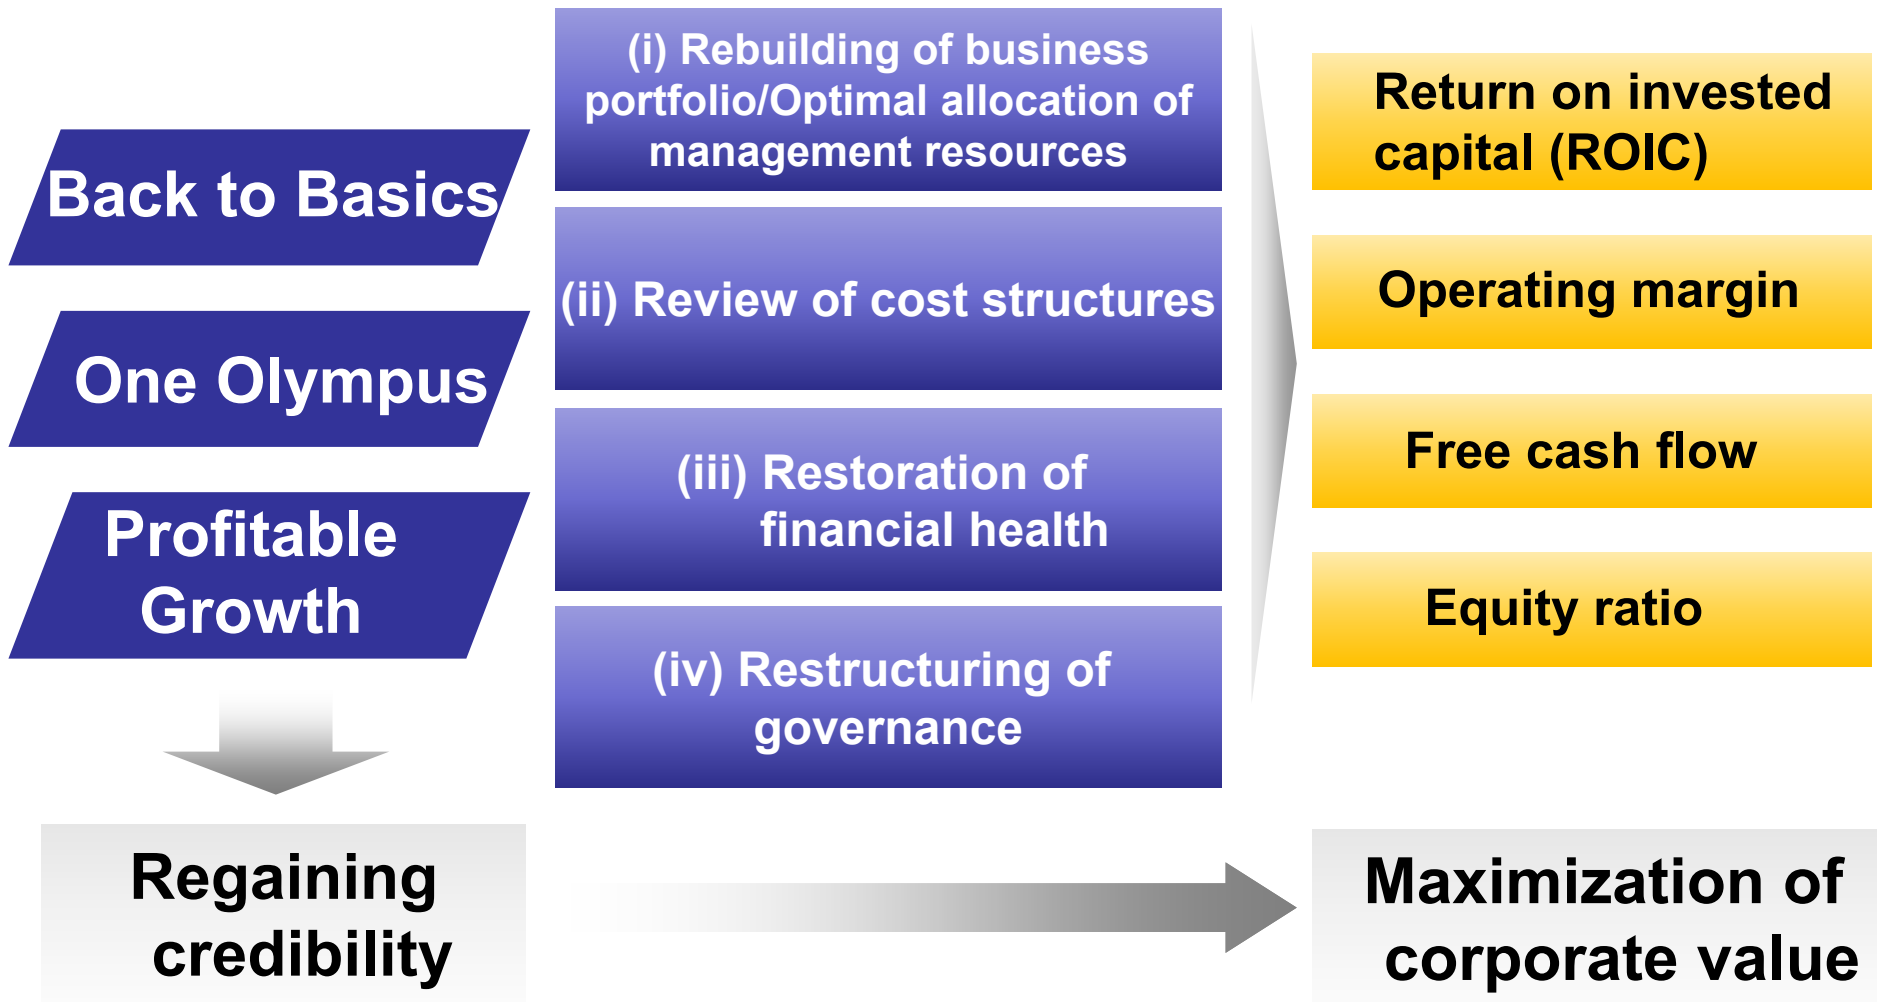 Back to Basics
One Olympus
Profitable
Growth
Regaining
credibility
(i) Rebuilding of business
portfolio/Optimal allocation of
management resources
(ii) Review of cost structures
(iii) Restoration of
financial health
(iv) Restructuring of
governance
Return on invested
capital (ROIC)
Operating margin
Free cash flow
Equity ratio
Maximization of
corporate value